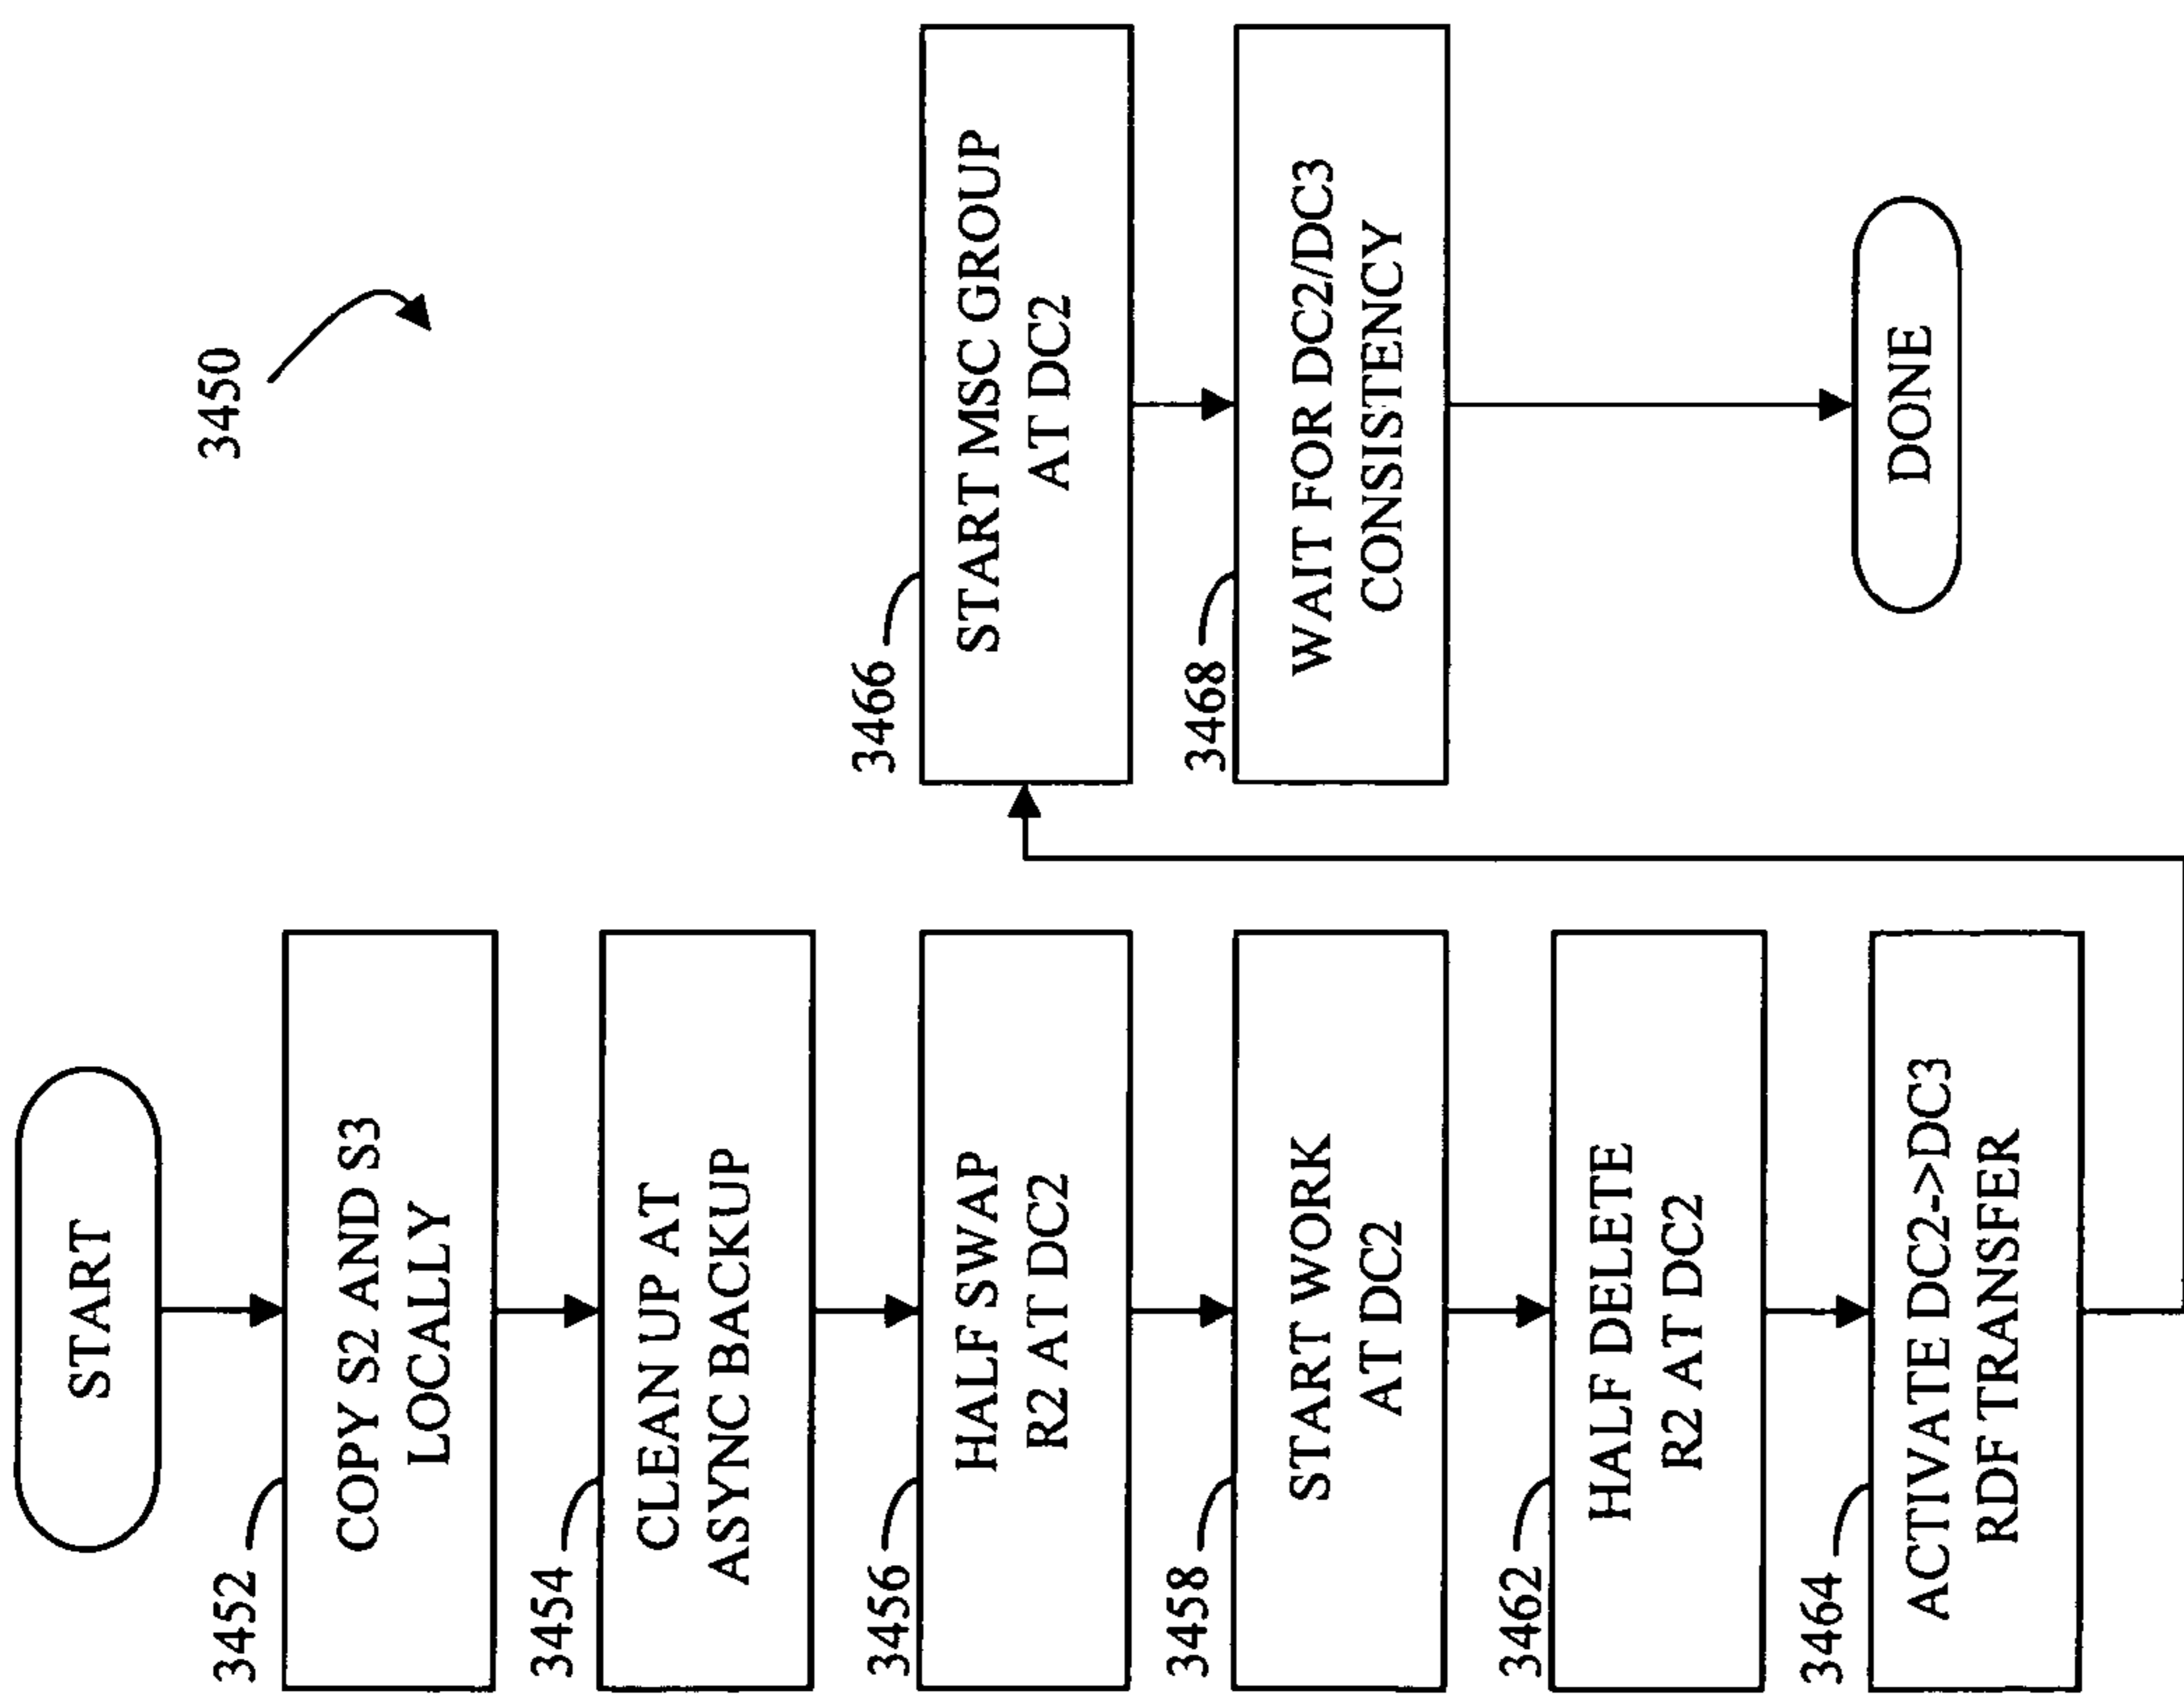 3450
START
3452
COPY S2 AND S3
LOCALLY
3454
CLEAN UP AT
ASYNC BACKUP
3456
HALF SWAP
R2 AT DC2
3458
START WORK
AT DC2
3462
HALF DELETE
R2 AT DC2
3464
ACTIVATE DC2->DC3
RDF TRANSFER
3466
START MSC GROUP
AT DC2
3468
WAIT FOR DC2/DC3
CONSISTENCY
DONE